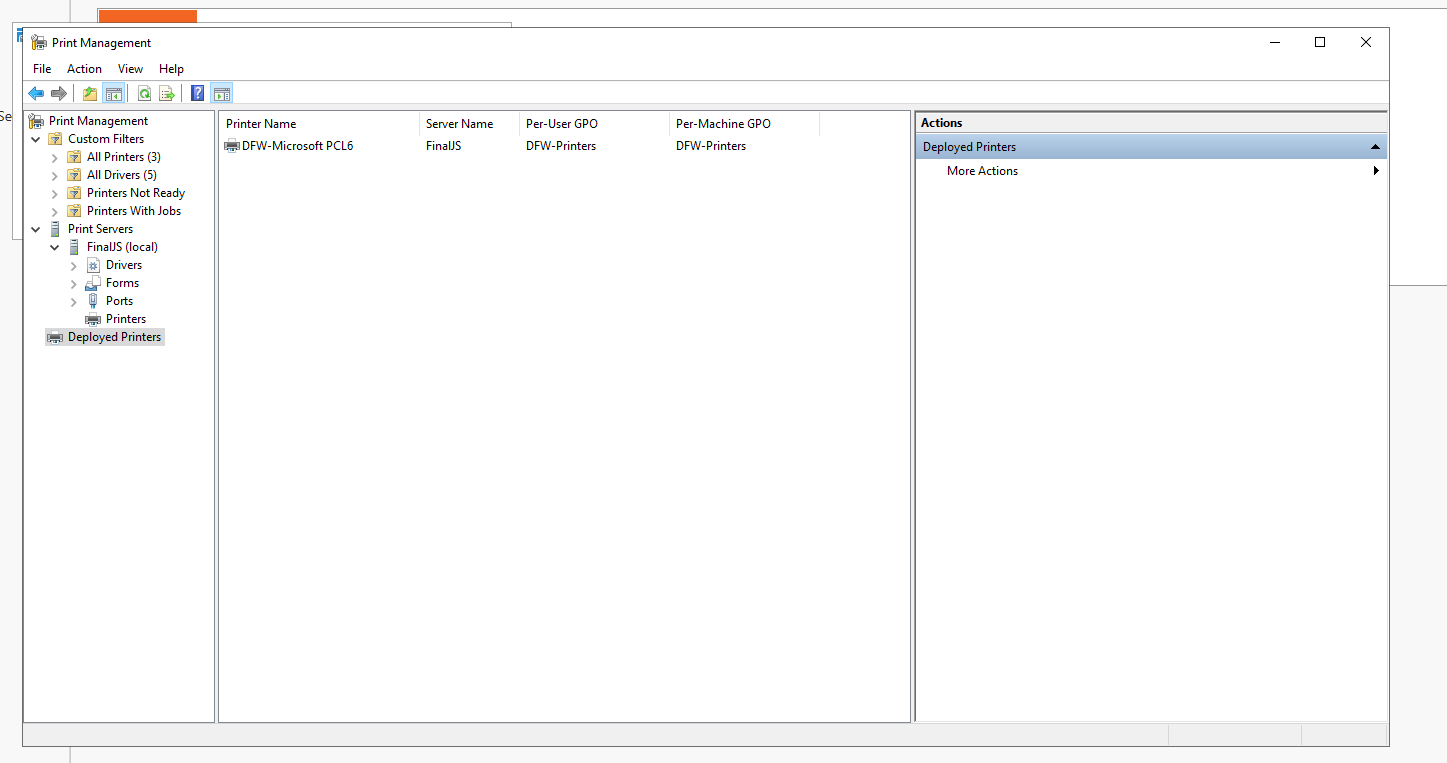 Print Management
File Action View Help
Se
Print Management
Custom Filters
All Printers (3)
All Drivers (5)
Printers Not Ready
Printers With Jobs
Print Servers
FinalJS (local)
Drivers
Forms
Ports
Printers
Deployed Printers
Printer Name Server Name Per-User GPO Per-Machine GPO
DFW-Microsoft PCL6 FinalJS DFW-Printers DFW-Printers
Actions
Deployed Printers
More Actions